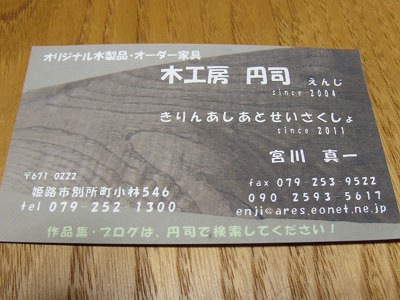 オリジナル木製品・オーダー家具
木工房 円司 えんじ
since 2004
きりんあしあとせいさくしょ
since 2011
宮川 真一
〒671 0222
姫路市別所町小林546
tel 079-252 1300
fax 079 253-9522
090 2593 5617
enji@ares.eonet.ne.jp
作品集・ブログは、円司で検索してください!